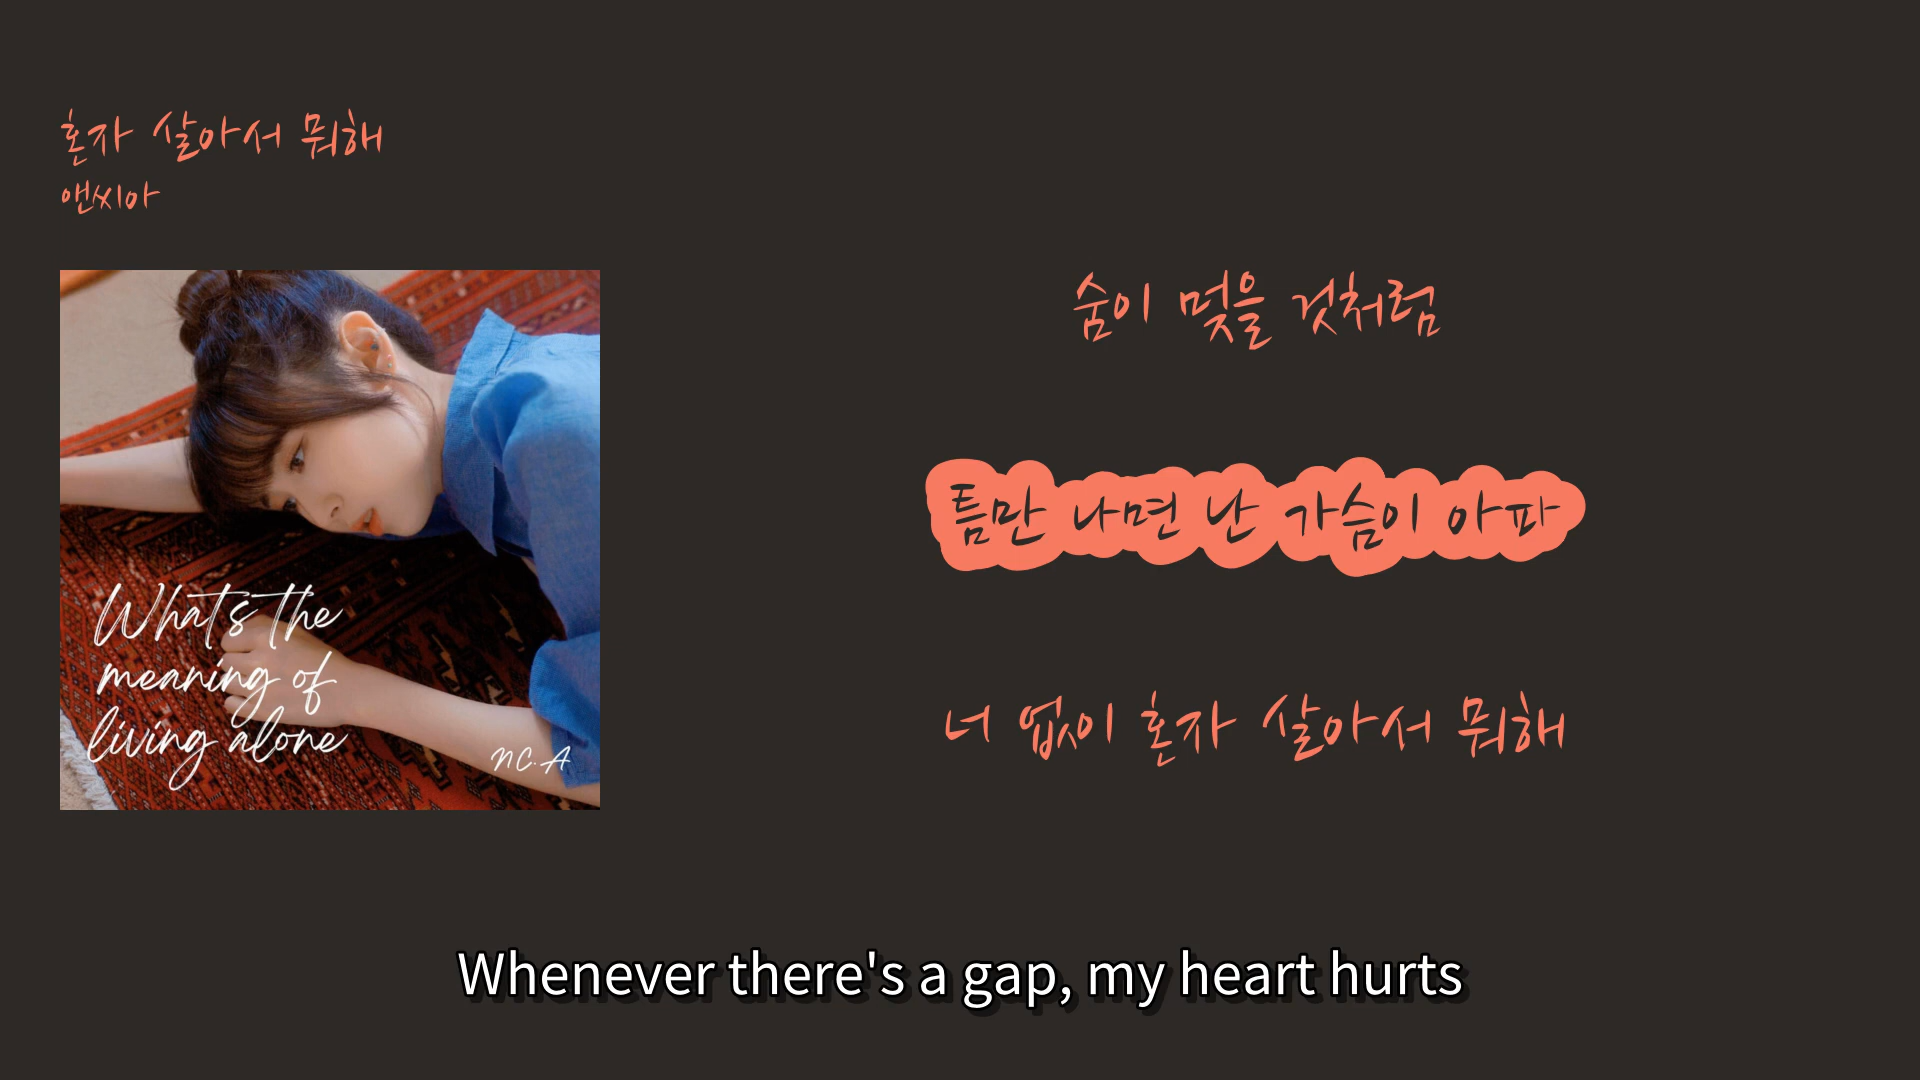 혼자 살아서 뭐해
앤씨아
What's the
meaning of
living alone
NC.A
숨이 멎을 것처럼
틈만 나면 난 가슴이 아파
너 없이 혼자 살아서 뭐해
Whenever there's a gap, my heart hurts